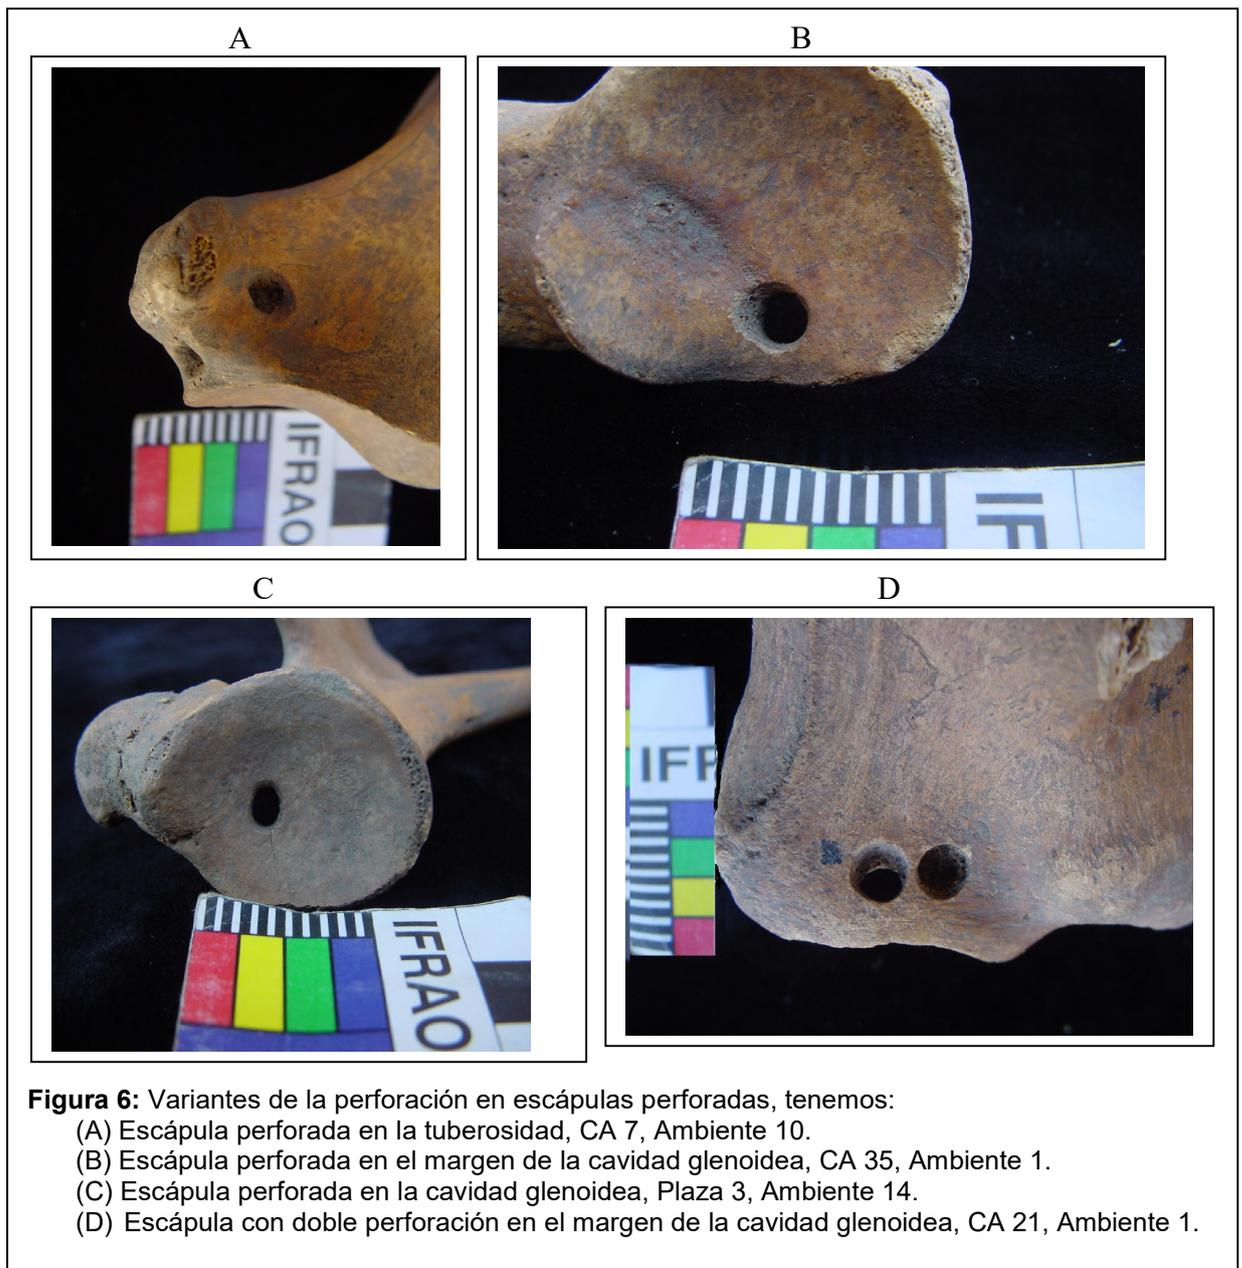 A
B
IFRAO
IF
C
D
IFRAO
IFR
Figura 6: Variantes de la perforación en escápulas perforadas, tenemos:
(A) Escápula perforada en la tuberosidad, CA 7, Ambiente 10.
(B) Escápula perforada en el margen de la cavidad glenoidea, CA 35, Ambiente 1.
(C) Escápula perforada en la cavidad glenoidea, Plaza 3, Ambiente 14.
(D) Escápula con doble perforación en el margen de la cavidad glenoidea, CA 21, Ambiente 1.